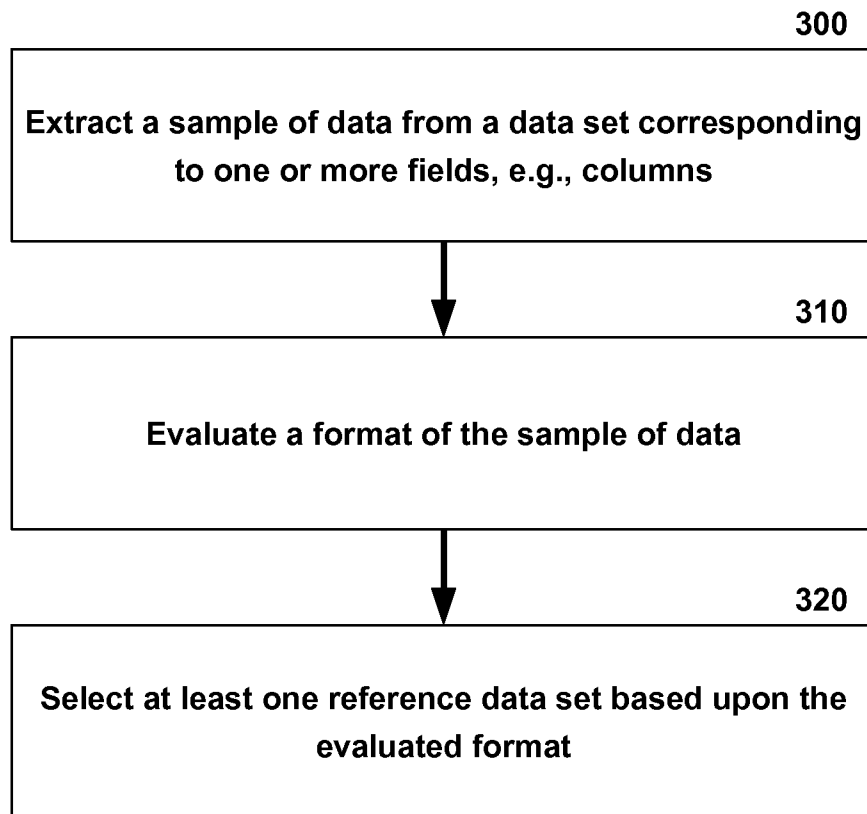 300
Extract a sample of data from a data set corresponding
to one or more fields, e.g., columns
310
Evaluate a format of the sample of data
320
Select at least one reference data set based upon the
evaluated format